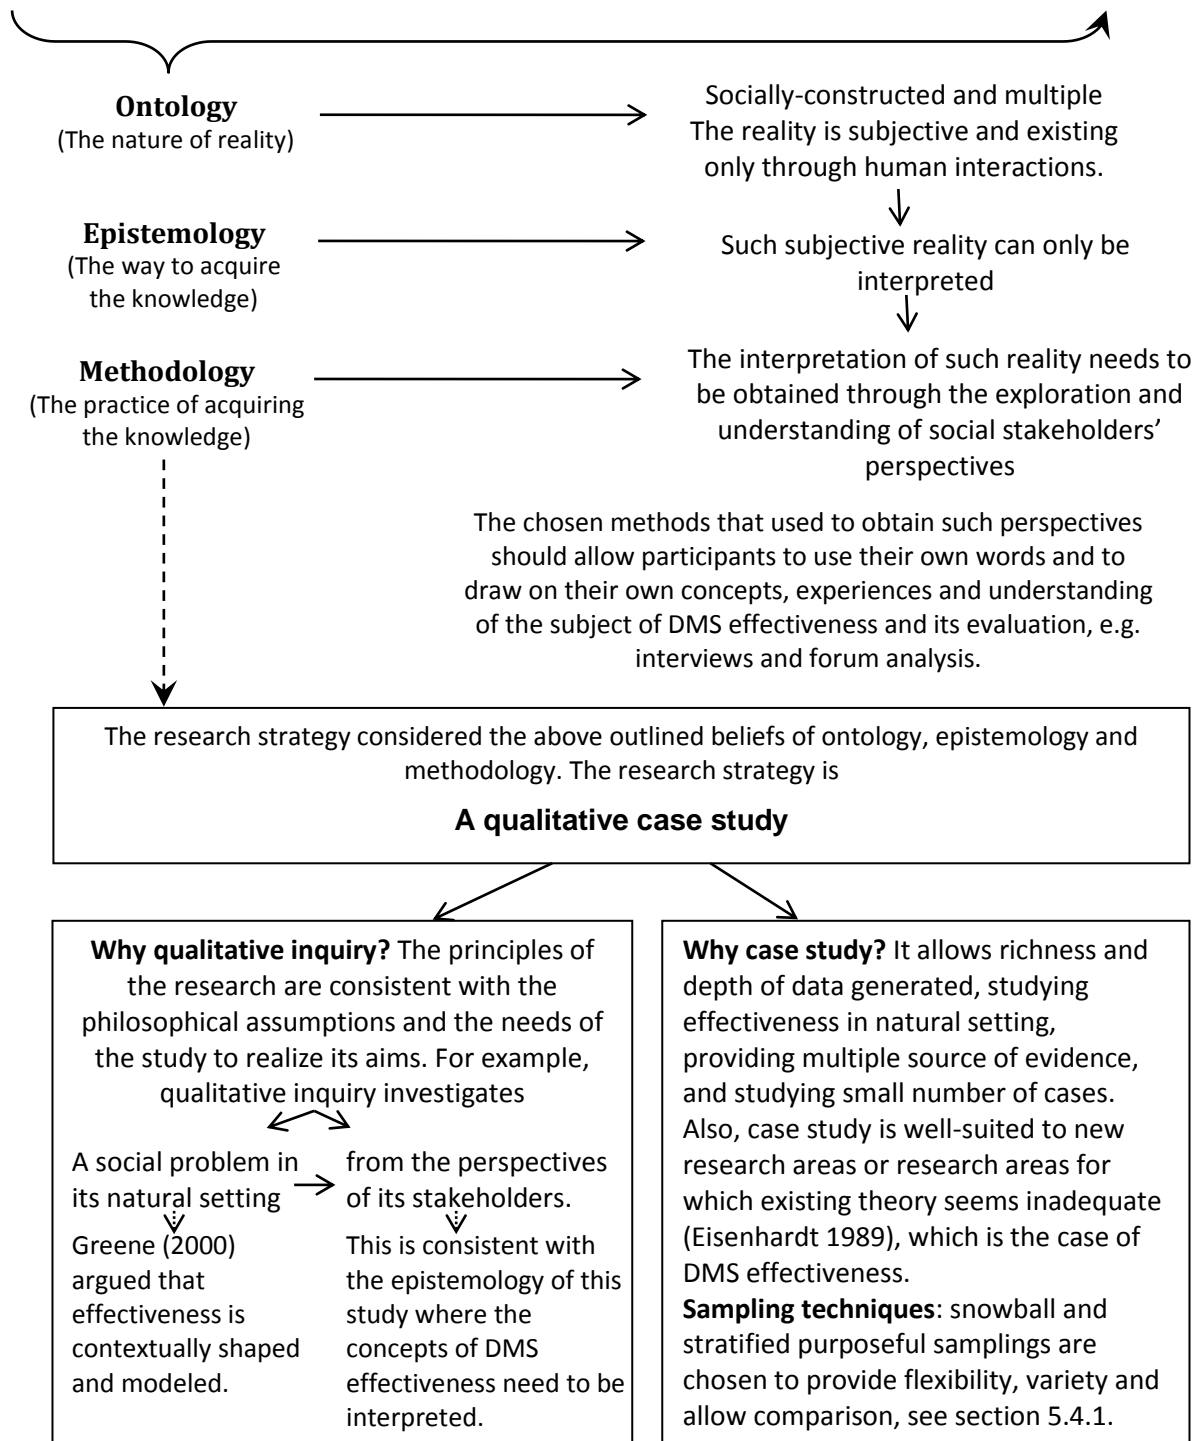 Ontology
(The nature of reality)
Socially-constructed and multiple
The reality is subjective and existing
only through human interactions.
Epistemology
(The way to acquire
the knowledge)
Such subjective reality can only be
interpreted
Methodology
(The practice of acquiring
the knowledge)
The interpretation of such reality needs to
be obtained through the exploration and
understanding of social stakeholders’
perspectives
The chosen methods that used to obtain such perspectives
should allow participants to use their own words and to
draw on their own concepts, experiences and understanding
of the subject of DMS effectiveness and its evaluation, e.g.
interviews and forum analysis.
The research strategy considered the above outlined beliefs of ontology, epistemology and
methodology. The research strategy is
A qualitative case study
Why qualitative inquiry? The principles of
the research are consistent with the
philosophical assumptions and the needs of
the study to realize its aims. For example,
qualitative inquiry investigates
A social problem in
its natural setting
from the perspectives
of its stakeholders.
Greene (2000)
argued that
effectiveness is
contextually shaped
and modeled.
This is consistent with
the epistemology of this
study where the
concepts of DMS
effectiveness need to be
interpreted.
Why case study? It allows richness and
depth of data generated, studying
effectiveness in natural setting,
providing multiple source of evidence,
and studying small number of cases.
Also, case study is well-suited to new
research areas or research areas for
which existing theory seems inadequate
(Eisenhardt 1989), which is the case of
DMS effectiveness.
Sampling techniques: snowball and
stratified purposeful samplings are
chosen to provide flexibility, variety and
allow comparison, see section 5.4.1.